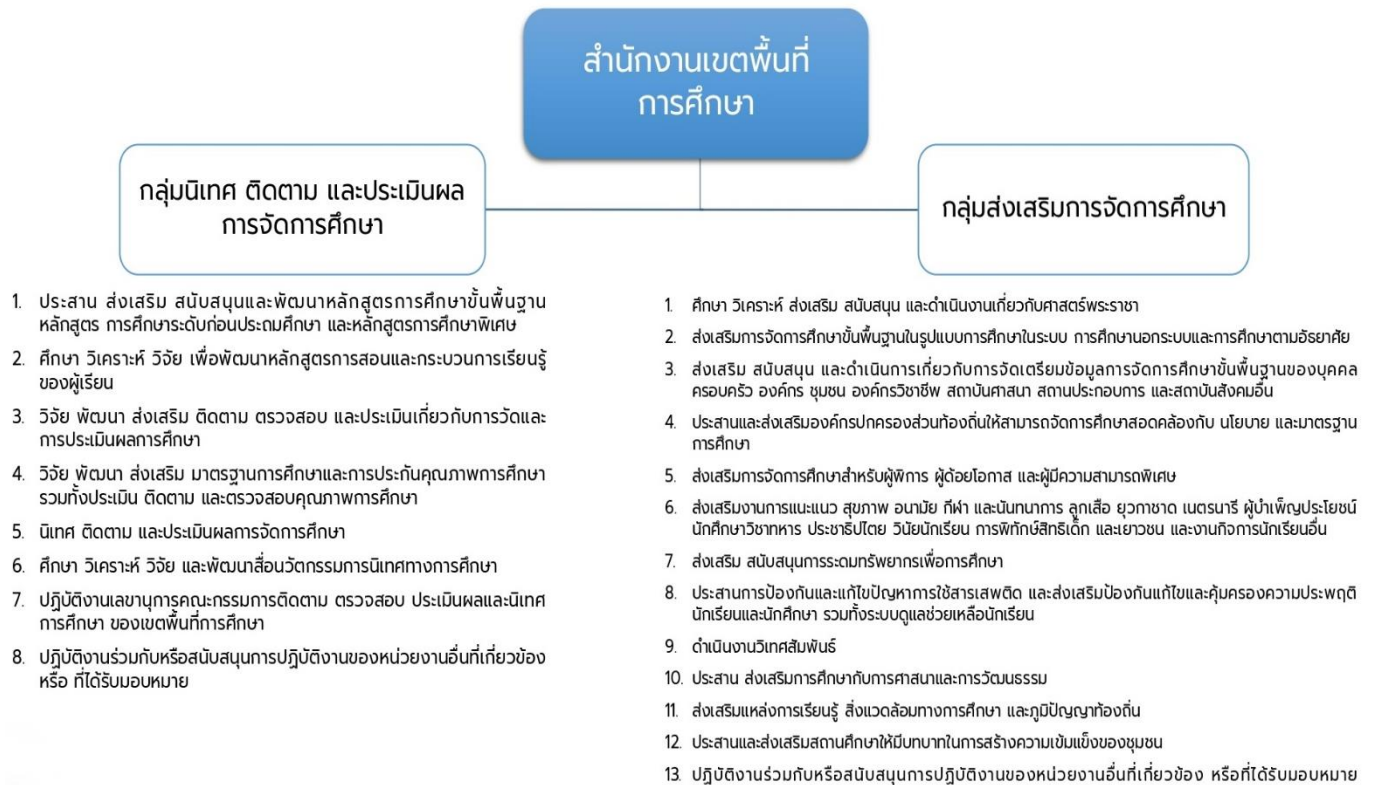 สำนักงานเขตพื้นที่
การศึกษา
กลุ่มนิเทศ ติดตาม และประเมินผล
การจัดการศึกษา
กลุ่มส่งเสริมการจัดการศึกษา
1. ประสาน ส่งเสริม สนับสนุนและพัฒนาหลักสูตรการศึกษาขั้นพื้นฐาน
หลักสูตร การศึกษาระดับก่อนประถมศึกษา และหลักสูตรการศึกษาพิเศษ
2. ศึกษา วิเคราะห์ วิจัย เพื่อพัฒนาหลักสูตรการสอนและกระบวนการเรียนรู้
ของผู้เรียน
3. วิจัย พัฒนา ส่งเสริม ติดตาม ตรวจสอบ และประเมินเกี่ยวกับการวัดและ
การประเมินผลการศึกษา
4. วิจัย พัฒนา ส่งเสริม มาตรฐานการศึกษาและการประกันคุณภาพการศึกษา
รวมทั้งประเมิน ติดตาม และตรวจสอบคุณภาพการศึกษา
5. นิเทศ ติดตาม และประเมินผลการจัดการศึกษา
6. ศึกษา วิเคราะห์ วิจัย และพัฒนาสื่อนวัตกรรมการนิเทศทางการศึกษา
7. ปฏิบัติงานเลขานุการคณะกรรมการติดตาม ตรวจสอบ ประเมินผลและนิเทศ
การศึกษา ของเขตพื้นที่การศึกษา
8. ปฏิบัติงานร่วมกับหรือสนับสนุนการปฏิบัติงานของหน่วยงานอื่นที่เกี่ยวข้อง
หรือ ที่ได้รับมอบหมาย
1. ศึกษา วิเคราะห์ ส่งเสริม สนับสนุน และดำเนินงานเกี่ยวกับศาสตร์พระราชา
2. ส่งเสริมการจัดการศึกษาขั้นพื้นฐานในรูปแบบการศึกษาในระบบ การศึกษานอกระบบและการศึกษาตามอัธยาศัย
3. ส่งเสริม สนับสนุน และดำเนินการเกี่ยวกับการจัดเตรียมข้อมูลการจัดการศึกษาขั้นพื้นฐานของบุคคล
ครอบครัว องค์กร ชุมชน องค์กรวิชาชีพ สถาบันศาสนา สถานประกอบการ และสถาบันสังคมอื่น
4. ประสานและส่งเสริมองค์กรปกครองส่วนท้องถิ่นให้สามารถจัดการศึกษาสอดคล้องกับ นโยบาย และมาตรฐาน
การศึกษา
5. ส่งเสริมการจัดการศึกษาสำหรับผู้พิการ ผู้ด้อยโอกาส และผู้มีความสามารถพิเศษ
6. ส่งเสริมงานการแนะแนว สุขภาพ อนามัย กีฬา และนันทนาการ ลูกเสือ ยุวกาชาด เนตรนารี ผู้บำเพ็ญประโยชน์
นักศึกษาวิชาทหาร ประชาธิปไตย วินัยนักเรียน การพิทักษ์สิทธิเด็ก และเยาวชน และงานกิจการนักเรียนอื่น
7. ส่งเสริม สนับสนุนการระดมทรัพยากรเพื่อการศึกษา
8. ประสานการป้องกันและแก้ไขปัญหาการใช้สารเสพติด และส่งเสริมป้องกันแก้ไขและคุ้มครองความประพฤติ
นักเรียนและนักศึกษา รวมทั้งระบบดูแลช่วยเหลือนักเรียน
9. ดำเนินงานวิเทศสัมพันธ์
10. ประสาน ส่งเสริมการศึกษากับการศาสนาและการวัฒนธรรม
11. ส่งเสริมแหล่งการเรียนรู้ สิ่งแวดล้อมทางการศึกษา และภูมิปัญญาท้องถิ่น
12. ประสานและส่งเสริมสถานศึกษาให้มีบทบาทในการสร้างความเข้มแข็งของชุมชน
13. ปฏิบัติงานร่วมกับหรือสนับสนุนการปฏิบัติงานของหน่วยงานอื่นที่เกี่ยวข้อง หรือที่ได้รับมอบหมาย